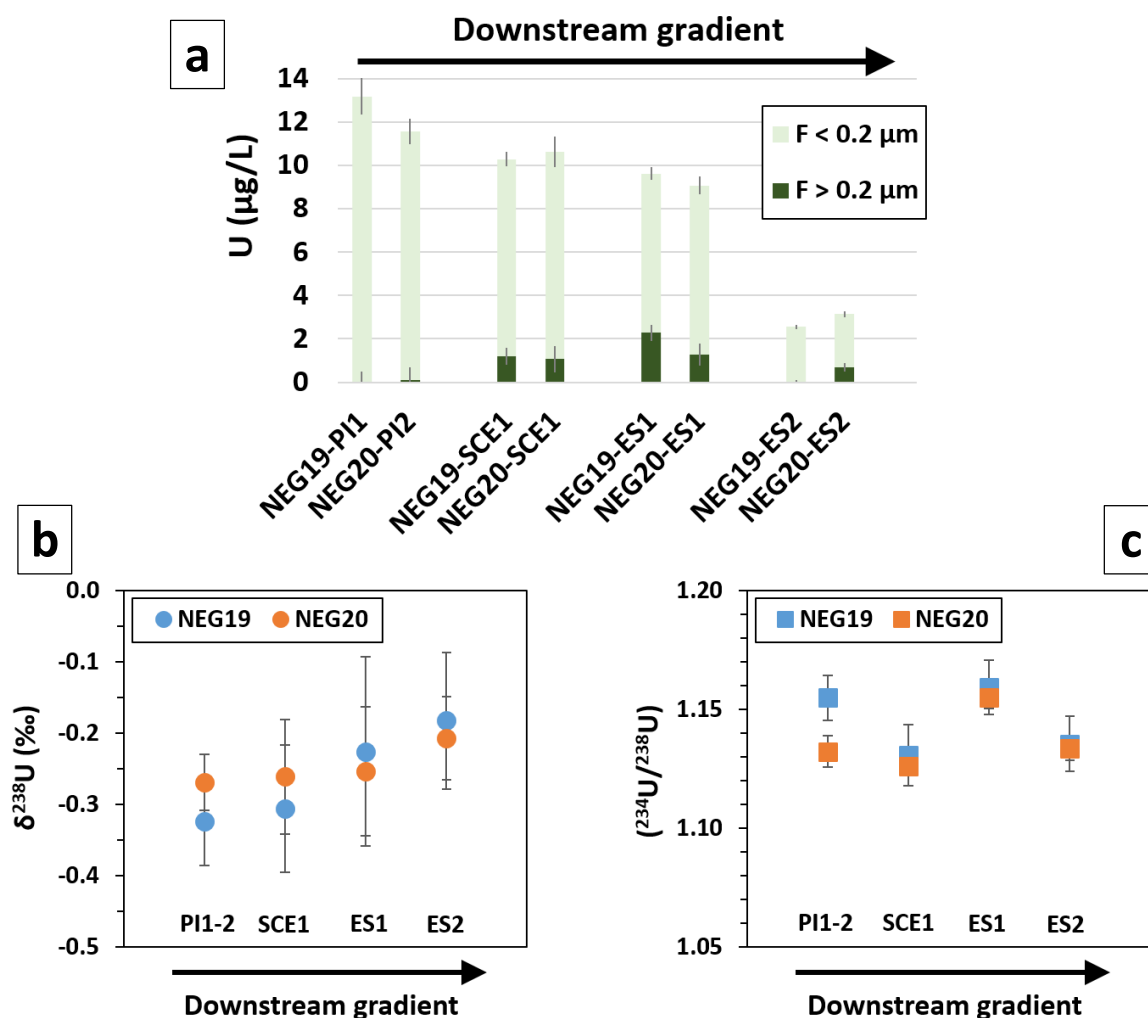 a
Downstream gradient
U (µg/L)
14
12
10
8
6
4
2
0
F < 0.2 µm
F > 0.2 µm
NEG19-PI1
NEG20-PI2
NEG19-SCE1
NEG20-SCE1
NEG19-ES1
NEG20-ES1
NEG19-ES2
NEG20-ES2
b
δ²³⁸U (‰)
0.0
-0.1
-0.2
-0.3
-0.4
-0.5
NEG19 NEG20
PI1-2 SCE1 ES1 ES2
Downstream gradient
c
(²³⁴U/²³⁸U)
1.20
1.15
1.10
1.05
NEG19 NEG20
PI1-2 SCE1 ES1 ES2
Downstream gradient